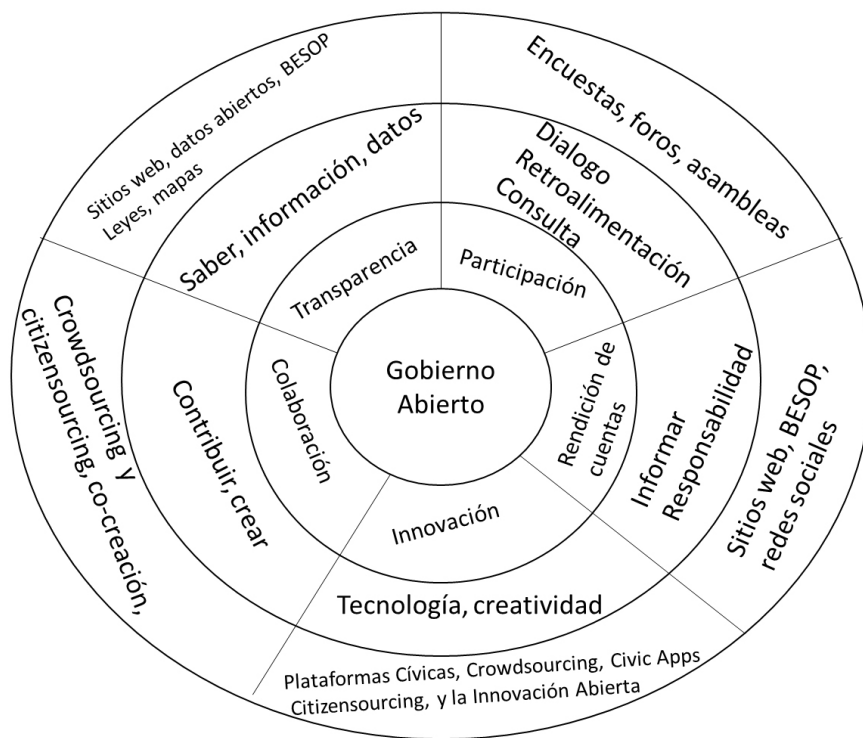 Gobierno
Abierto
Transparencia
Participación
Rendición de
cuentas
Innovación
Colaboración
Saber, información, datos
Dialogo
Retroalimentación
Consulta
Informar
Responsabilidad
Tecnología, creatividad
Contribuir, crear
Sitios web, datos abiertos, BESOP
Leyes, mapas
Encuestas, foros, asambleas
Sitios web, BESOP,
redes sociales
Plataformas Cívicas, Crowdsourcing, Civic Apps
Citizensourcing, y la Innovación Abierta
Crowdsourcing y
citizensourcing, co-creación,